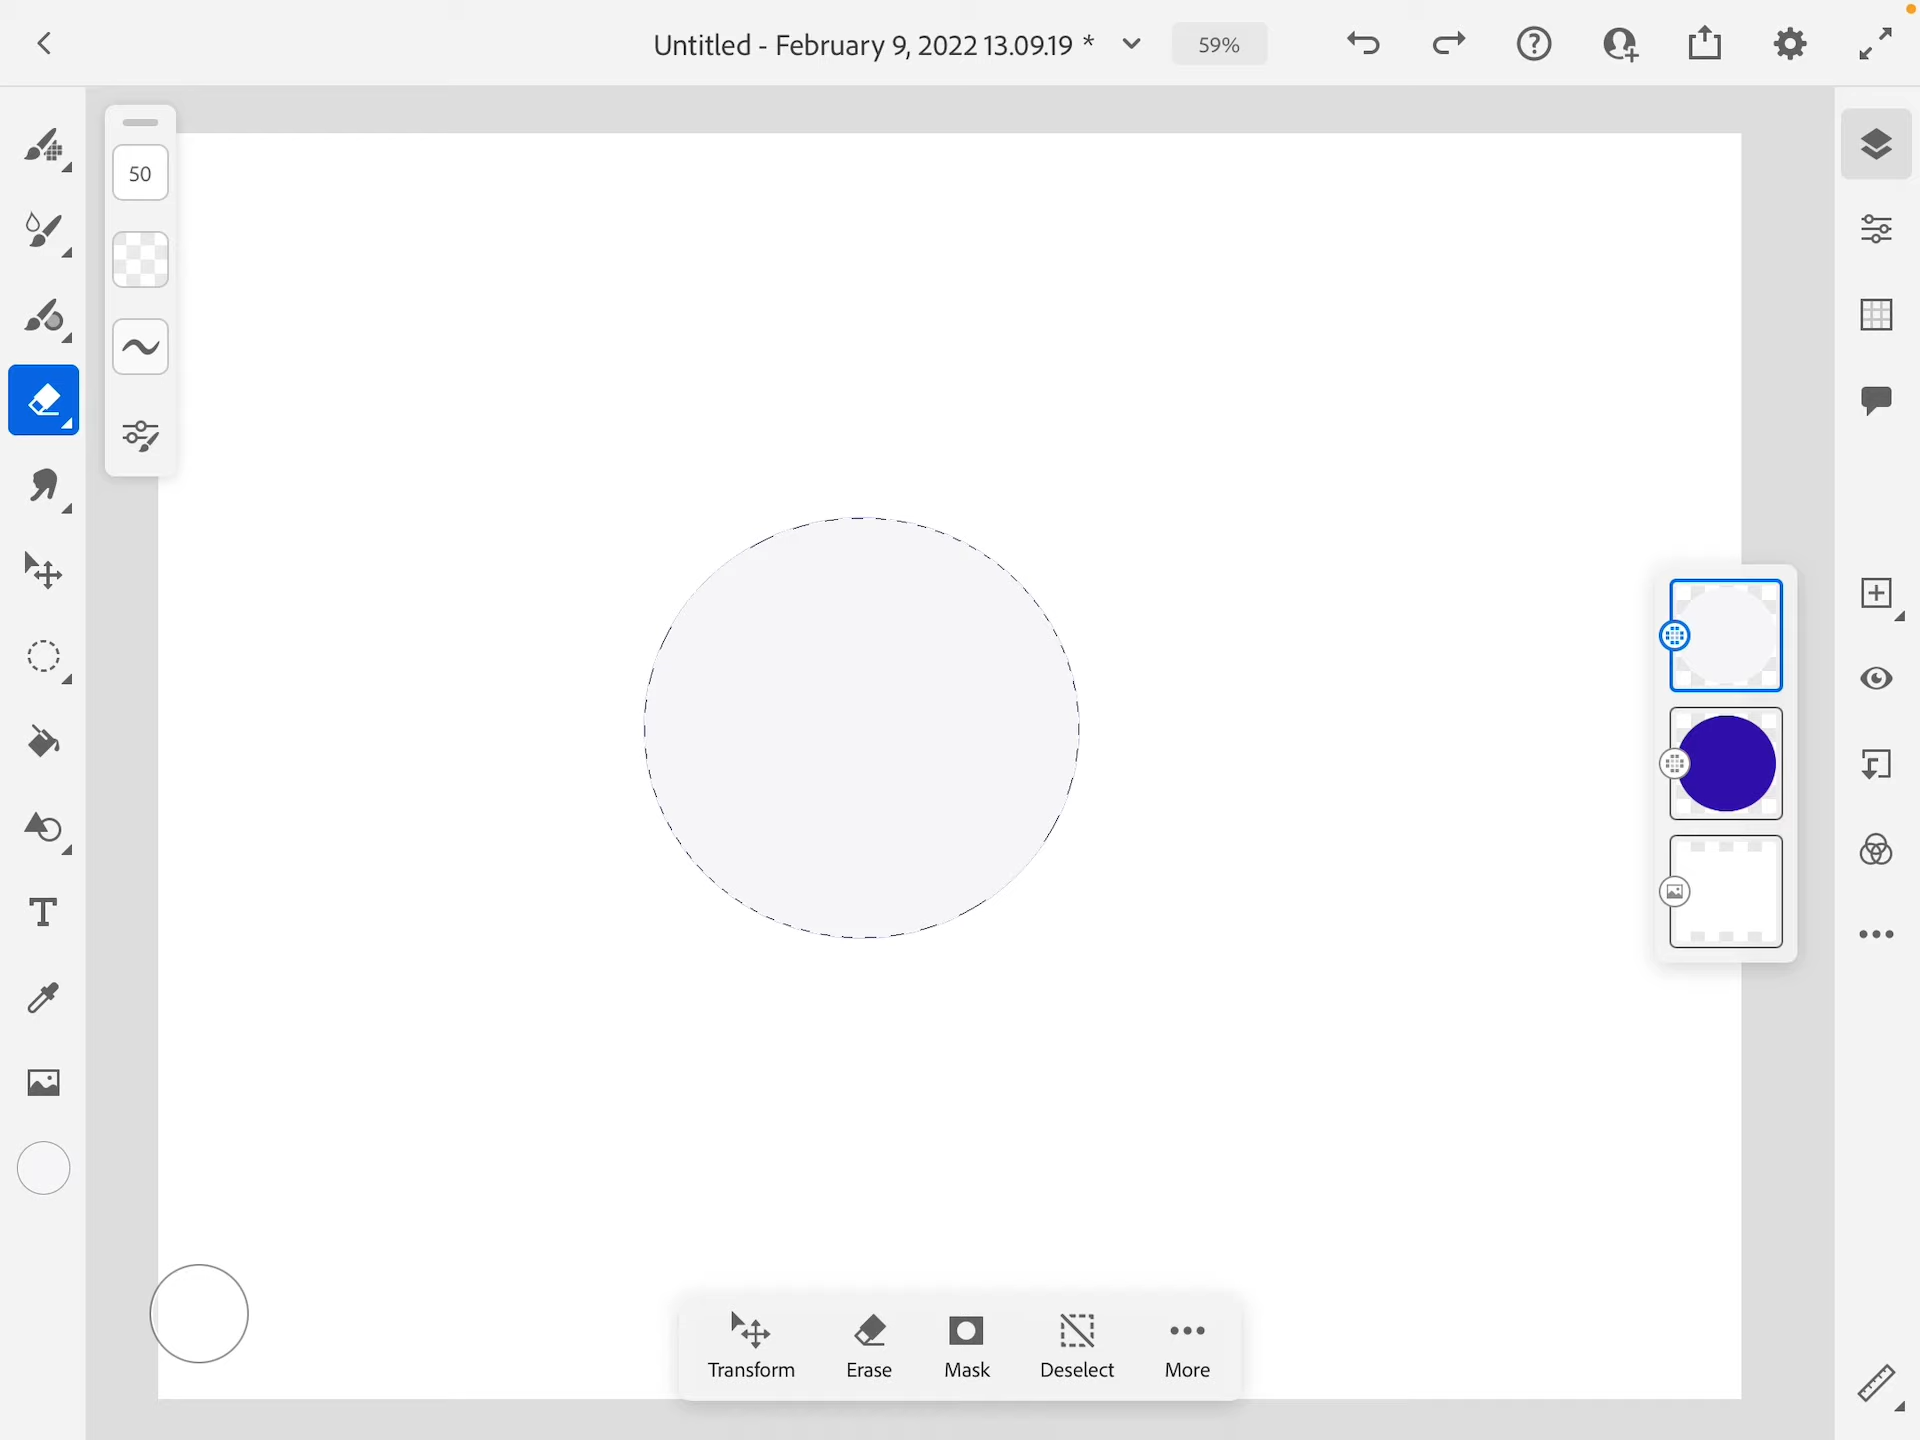 Untitled - February 9, 2022 13.09.19 *
59%
50
Transform
Erase
Mask
Deselect
More